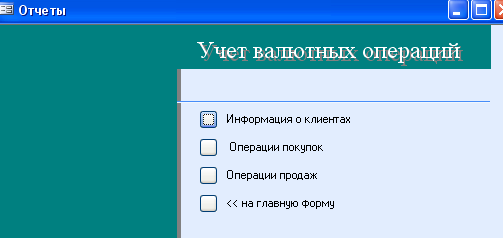 Отчеты
Учет валютных операций
Информация о клиентах
Операции покупок
Операции продаж
<< на главную форму